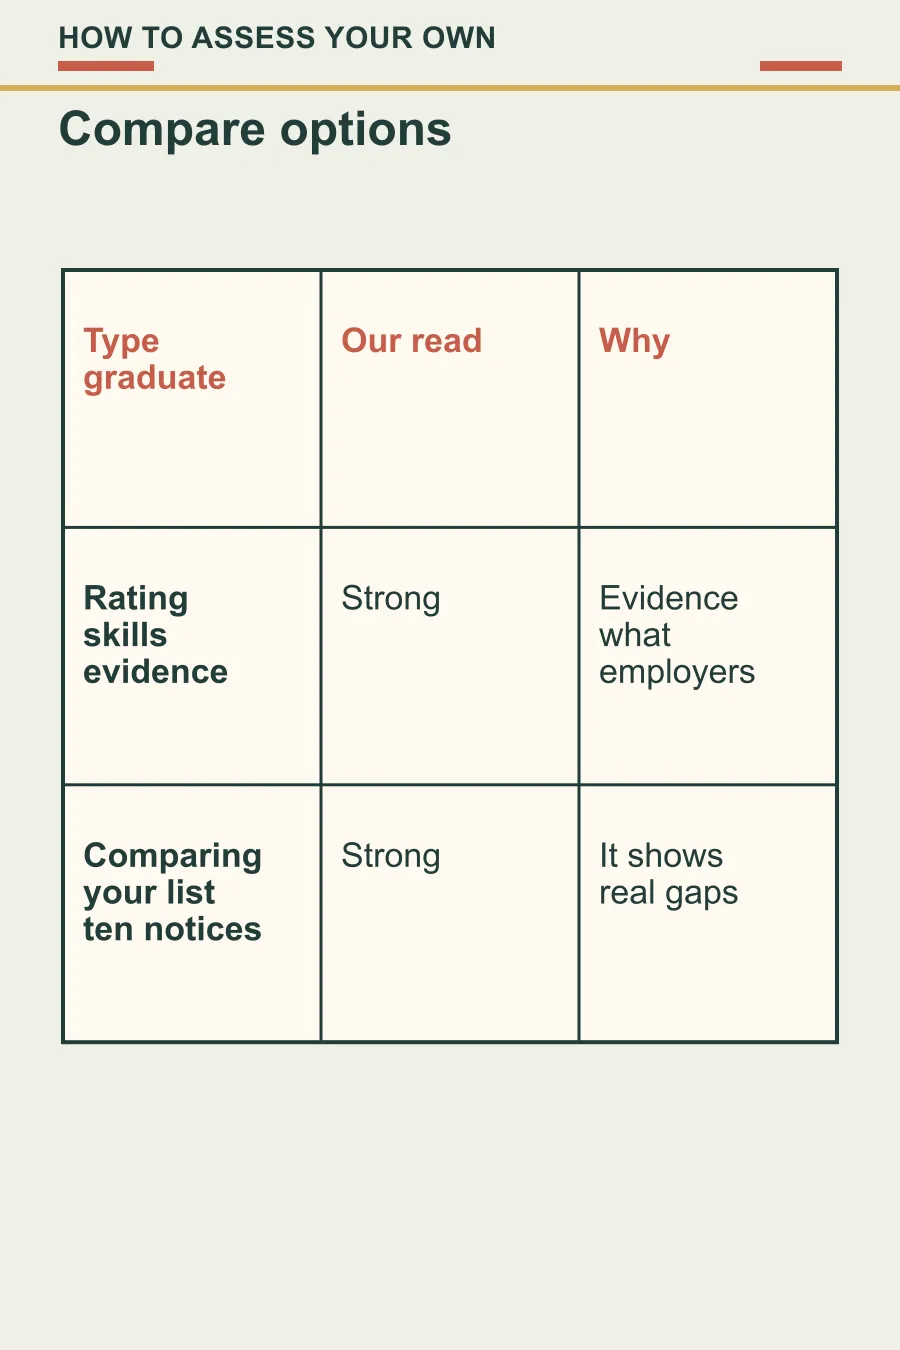 HOW TO ASSESS YOUR OWN
Compare options
Type
graduate
Our read
Why
Rating
skills
evidence
Strong
Evidence
what
employers
Comparing
your list
ten notices
Strong
It shows
real gaps